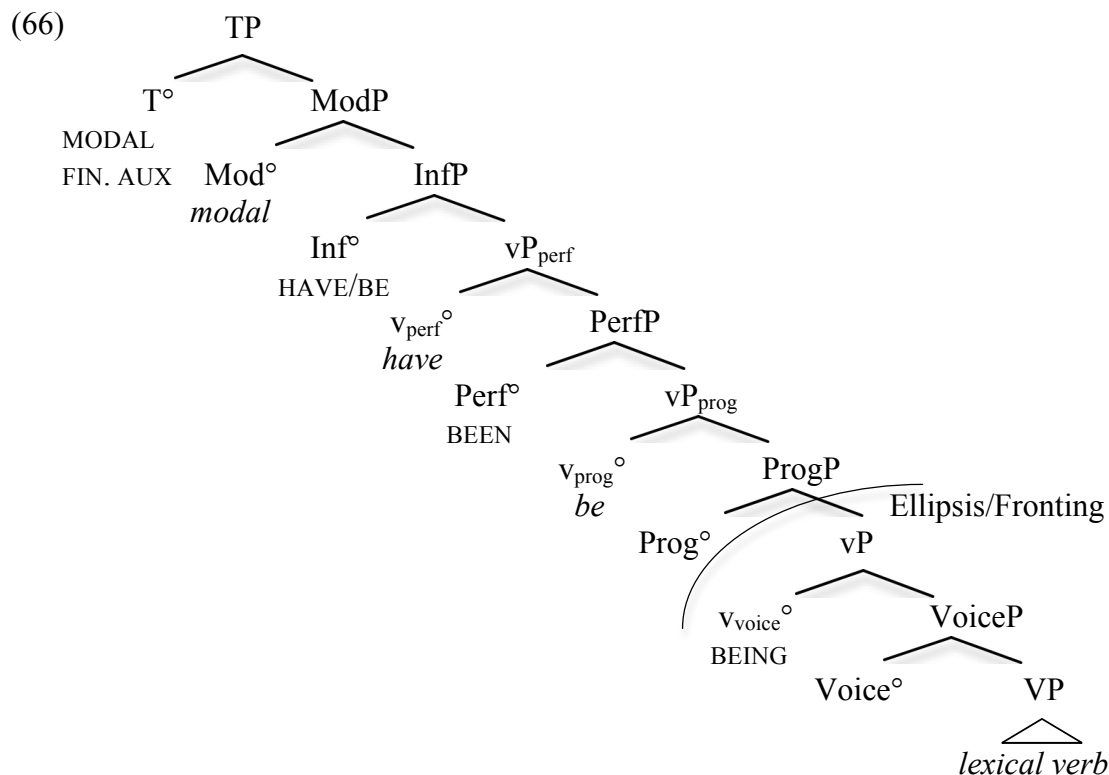 (66) TP
T° ModP
MODAL
FIN. AUX Mod° InfP
modal
Inf° vPperf
HAVE/BE
vperf° PerfP
have
Perf° vPprog
BEEN
vprog° ProgP
be
Ellipsis/Fronting
Prog° vP
vvoice° VoiceP
BEING
Voice° VP
lexical verb